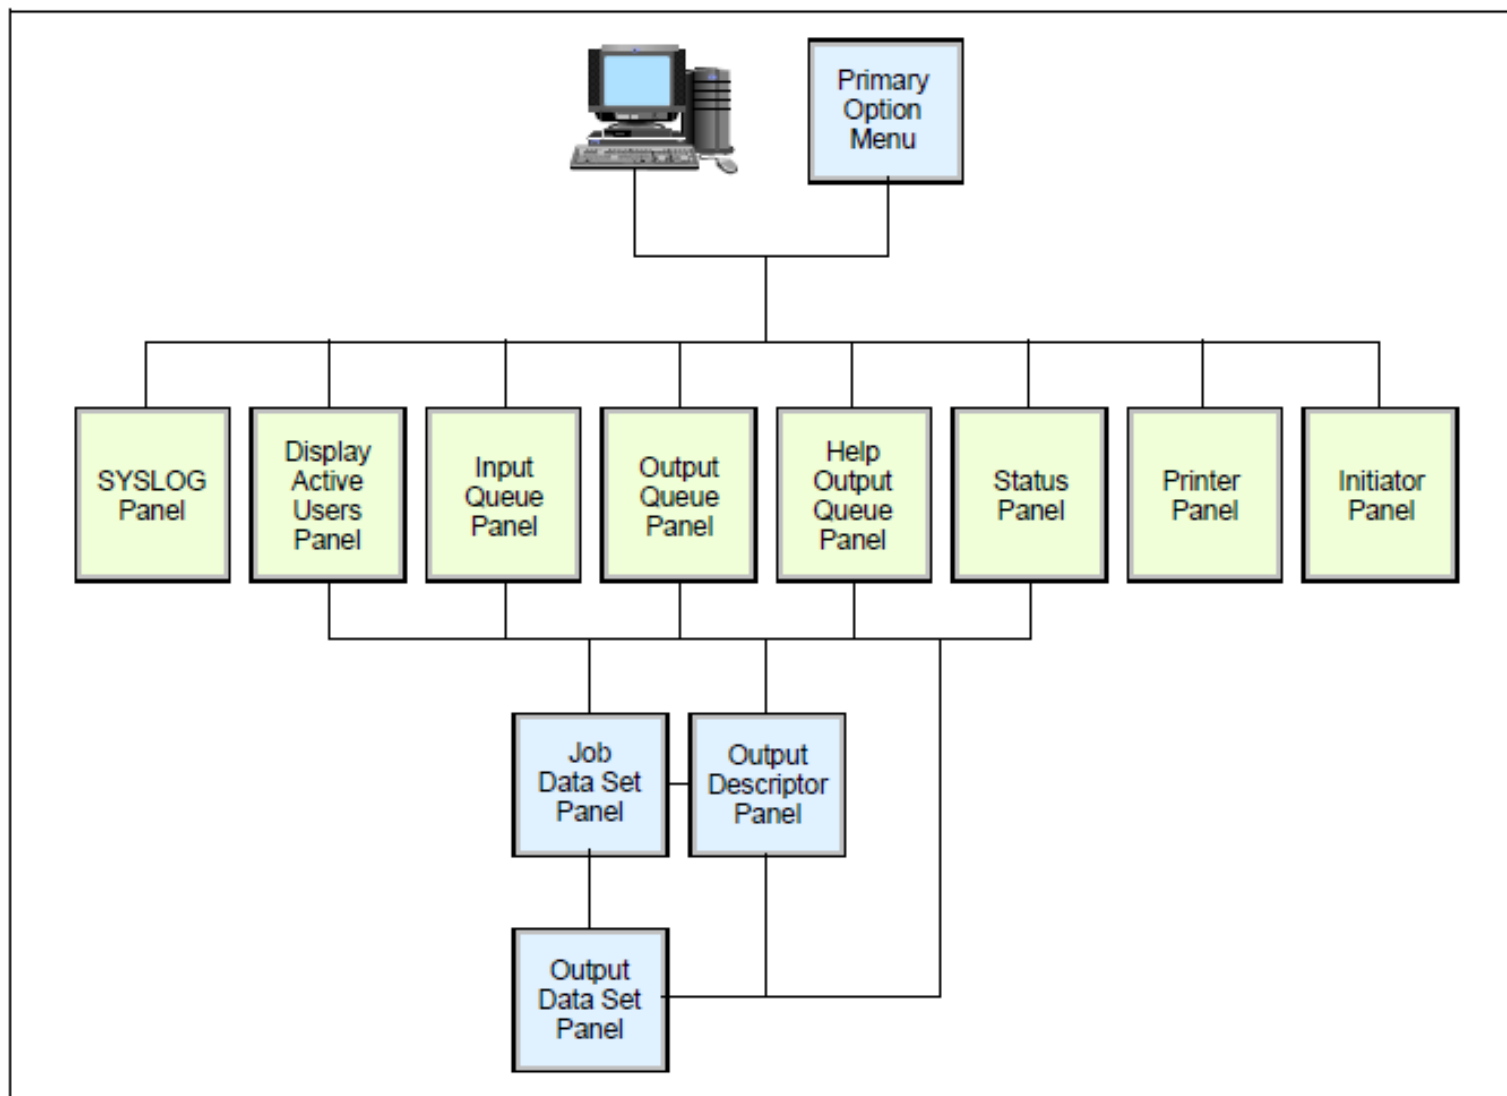 Primary
Option
Menu
SYSLOG
Panel
Display
Active
Users
Panel
Input
Queue
Panel
Output
Queue
Panel
Help
Output
Queue
Panel
Status
Panel
Printer
Panel
Initiator
Panel
Job
Data Set
Panel
Output
Descriptor
Panel
Output
Data Set
Panel